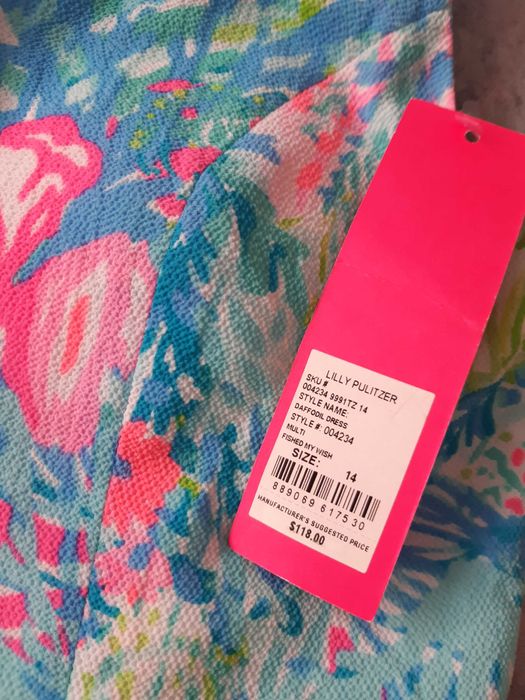 LILLY PULITZER
SKU #
004234 9991TZ 14
STYLE NAME:
DAFFODIL DRESS
STYLE #: 004234
MULTI
FISHED MY WISH
SIZE:
14
889069 617530
MANUFACTURER'S SUGGESTED PRICE
$118.00